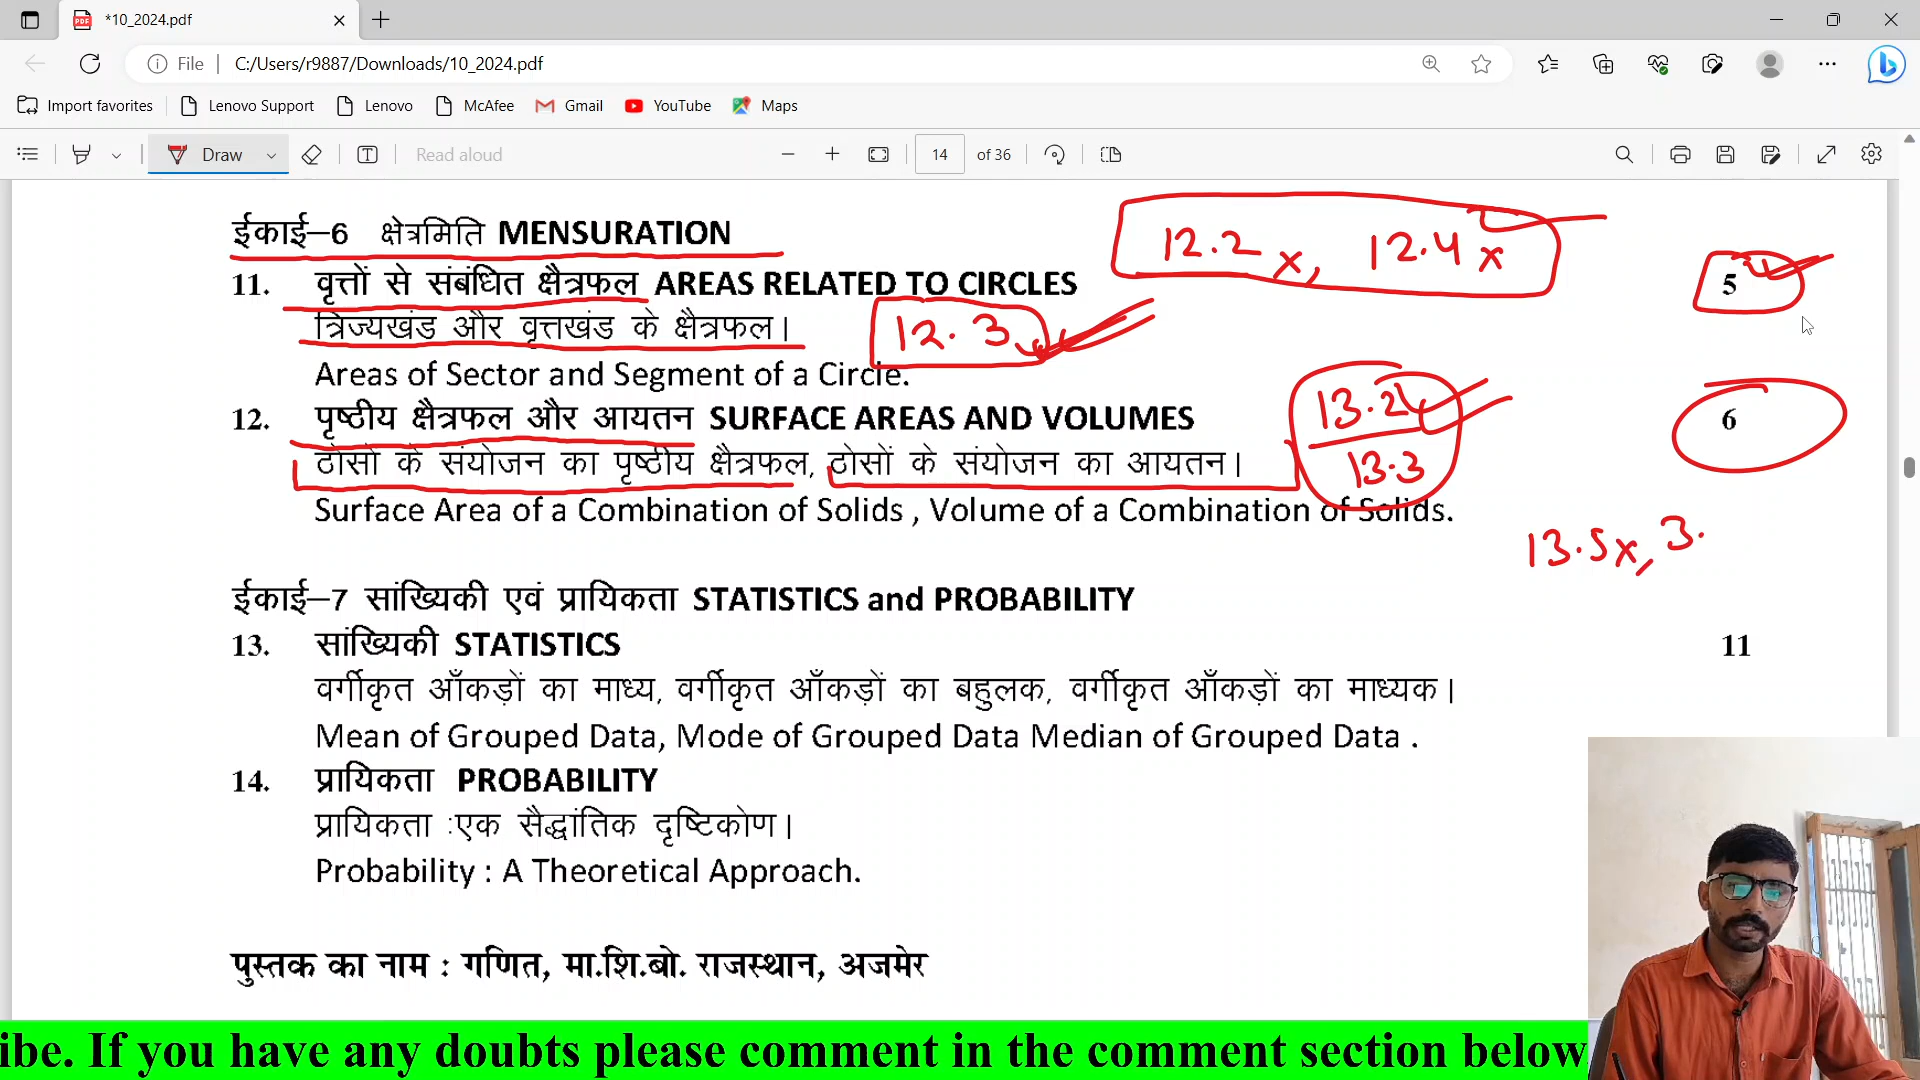 *10_2024.pdf
File C:/Users/r9887/Downloads/10_2024.pdf
Import favorites Lenovo Support Lenovo McAfee Gmail YouTube Maps
Draw Read aloud 14 of 36
ईकाई–6 क्षेत्रमिति MENSURATION
12.2 x, 12.4 x
11. वृत्तों से संबंधित क्षैत्रफल AREAS RELATED TO CIRCLES 5
त्रिज्यखंड और वृत्तखंड के क्षैत्रफल। 12.3
Areas of Sector and Segment of a Circle.
12. पृष्ठीय क्षैत्रफल और आयतन SURFACE AREAS AND VOLUMES 13.2 6
ठोसो के संयोजन का पृष्ठीय क्षैत्रफल, ठोसों के संयोजन का आयतन। 13.3
Surface Area of a Combination of Solids , Volume of a Combination of Solids.
13.5x, 3.
ईकाई–7 सांख्यिकी एवं प्रायिकता STATISTICS and PROBABILITY
13. सांख्यिकी STATISTICS 11
वर्गीकृत आँकड़ों का माध्य, वर्गीकृत आँकड़ों का बहुलक, वर्गीकृत आँकड़ों का माध्यक।
Mean of Grouped Data, Mode of Grouped Data Median of Grouped Data .
14. प्रायिकता PROBABILITY
प्रायिकता :एक सैद्धांतिक दृष्टिकोण।
Probability : A Theoretical Approach.
पुस्तक का नाम : गणित, मा.शि.बो. राजस्थान, अजमेर
ibe. If you have any doubts please comment in the comment section below